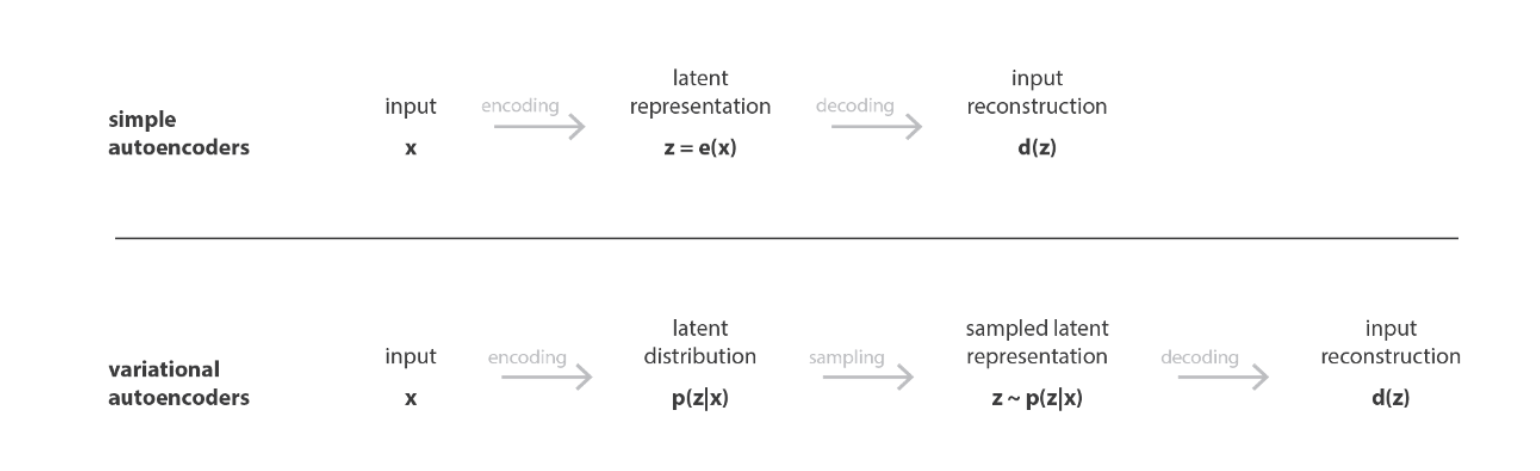 simple
autoencoders
input
x
encoding
latent
representation
z = e(x)
decoding
input
reconstruction
d(z)
variational
autoencoders
input
x
encoding
latent
distribution
p(z|x)
sampling
sampled latent
representation
z ~ p(z|x)
decoding
input
reconstruction
d(z)